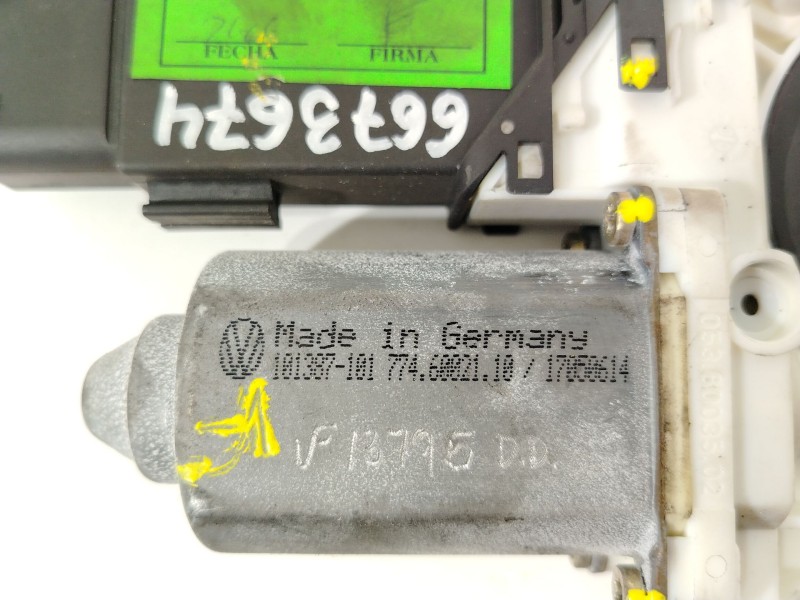 FECHA FIRMA
6673674
Made in Germany
101387-101 774.60021.10 / 17050614
VP 13795 D.D.